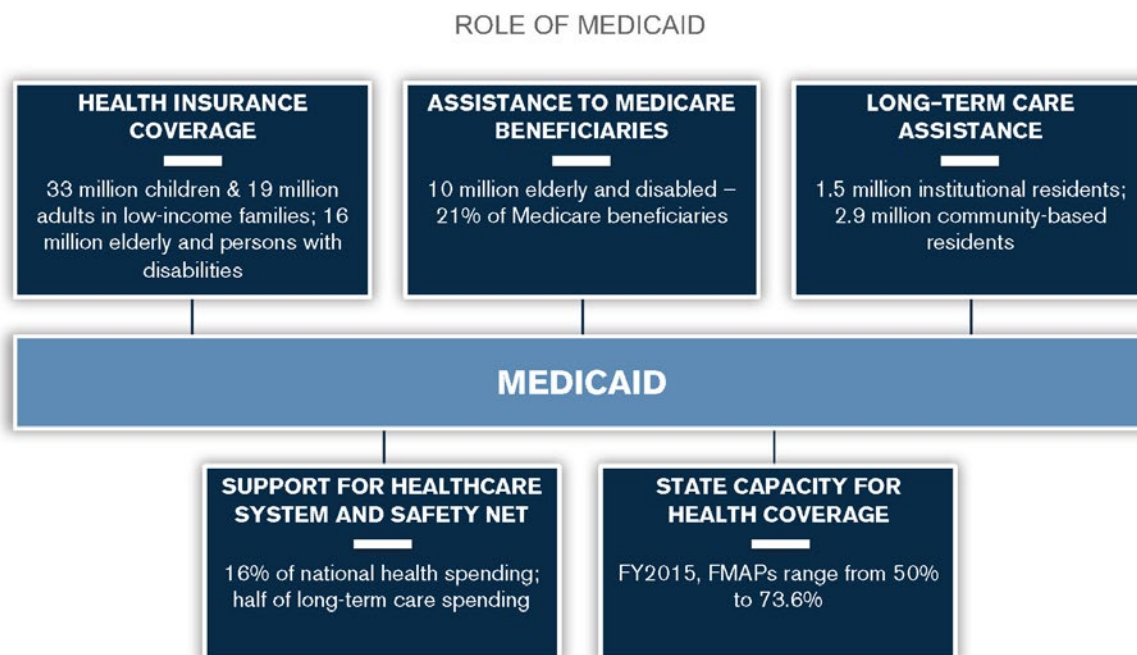 ROLE OF MEDICAID
HEALTH INSURANCE
COVERAGE
33 million children & 19 million
adults in low-income families; 16
million elderly and persons with
disabilities
ASSISTANCE TO MEDICARE
BENEFICIARIES
10 million elderly and disabled –
21% of Medicare beneficiaries
LONG–TERM CARE
ASSISTANCE
1.5 million institutional residents;
2.9 million community-based
residents
MEDICAID
SUPPORT FOR HEALTHCARE
SYSTEM AND SAFETY NET
16% of national health spending;
half of long-term care spending
STATE CAPACITY FOR
HEALTH COVERAGE
FY2015, FMAPs range from 50%
to 73.6%